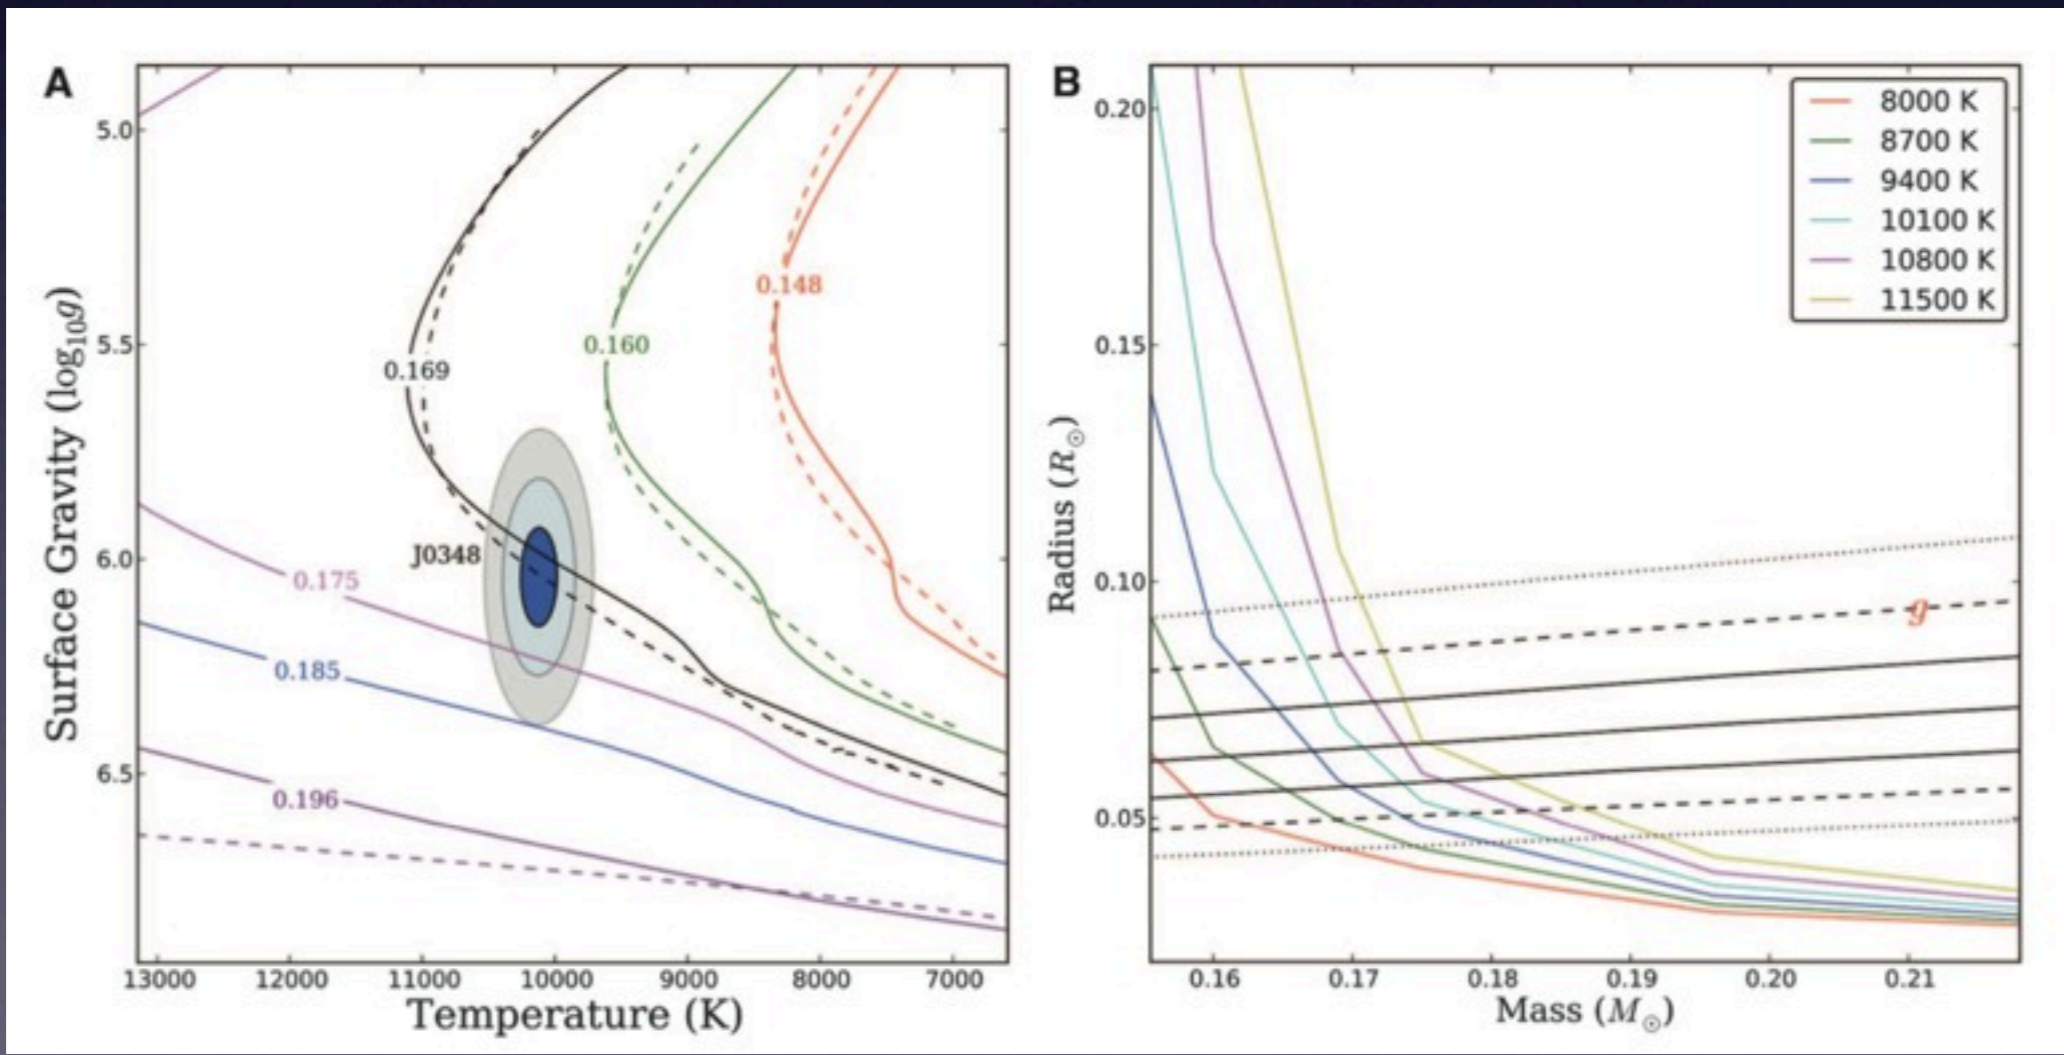 A
Surface Gravity (log₁₀g)
5.0
5.5
6.0
6.5
0.169
0.160
0.148
J0348
0.175
0.185
0.196
13000 12000 11000 10000 9000 8000 7000
Temperature (K)
B
Radius (R☉)
0.20
0.15
0.10
0.05
8000 K
8700 K
9400 K
10100 K
10800 K
11500 K
g
0.16 0.17 0.18 0.19 0.20 0.21
Mass (M☉)